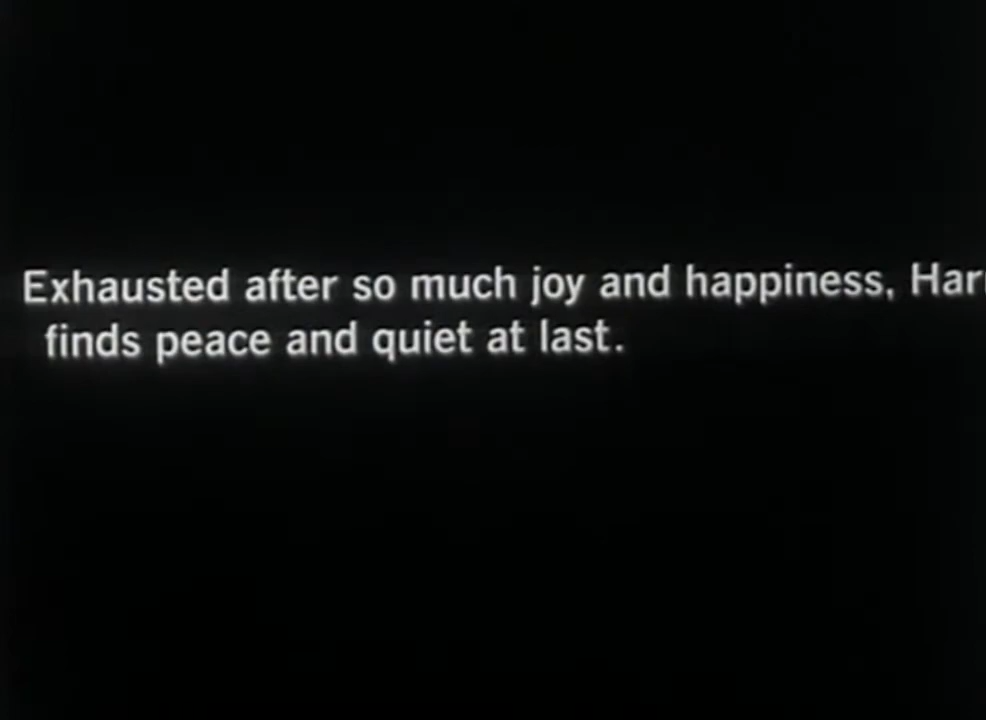 Exhausted after so much joy and happiness,
finds peace and quiet at last.